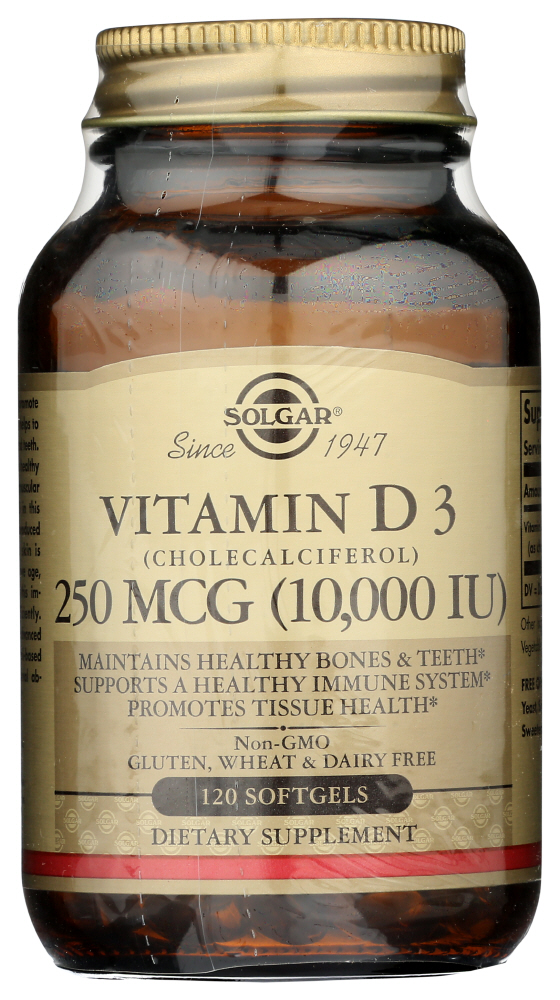 SOLGAR®
Since 1947
VITAMIN D 3
(CHOLECALCIFEROL)
250 MCG (10,000 IU)
MAINTAINS HEALTHY BONES & TEETH*
SUPPORTS A HEALTHY IMMUNE SYSTEM*
PROMOTES TISSUE HEALTH*
Non-GMO
GLUTEN, WHEAT & DAIRY FREE
120 SOFTGELS
DIETARY SUPPLEMENT